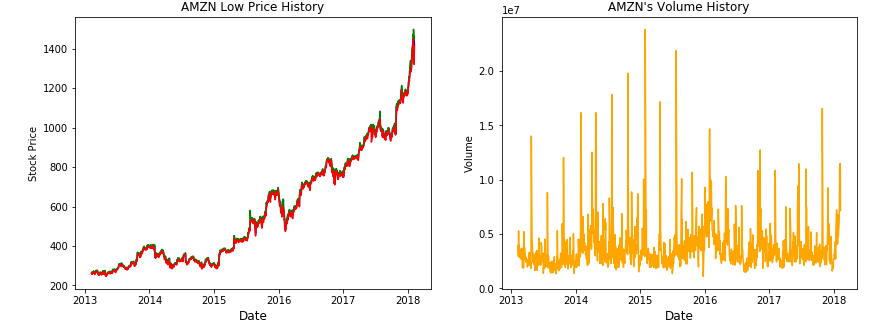 AMZN Low Price History
Stock Price
1400
1200
1000
800
600
400
200
2013 2014 2015 2016 2017 2018
Date
AMZN's Volume History
1e7
Volume
2.0
1.5
1.0
0.5
0.0
2013 2014 2015 2016 2017 2018
Date